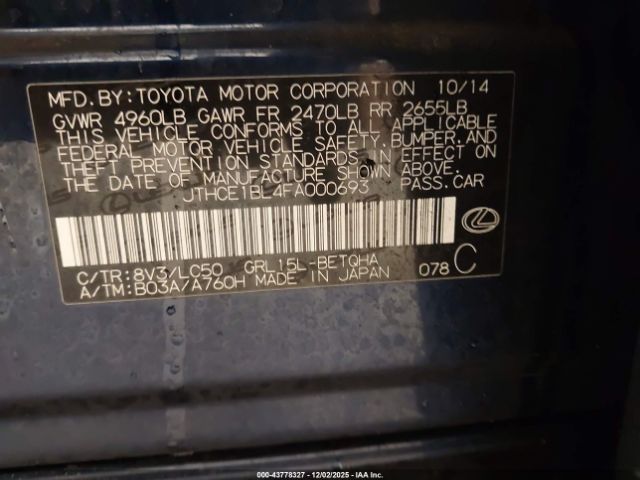 MFD.BY:TOYOTA MOTOR CORPORATION 10/14
GVWR 4960LB GAWR FR 2470LB RR 2655LB
THIS VEHICLE CONFORMS TO ALL APPLICABLE
FEDERAL MOTOR VEHICLE SAFETY,BUMPER,AND
THEFT PREVENTION STANDARDS IN EFFECT ON
THE DATE OF MANUFACTURE SHOWN ABOVE.
JTHCE1BL4FA000693 PASS.CAR
C/TR:8V3/LC50 GRL15L-BETQHA
A/TM:B03A/A760H MADE IN JAPAN 078 C
00-43778327 - 12/02/2025 - IAA Inc.